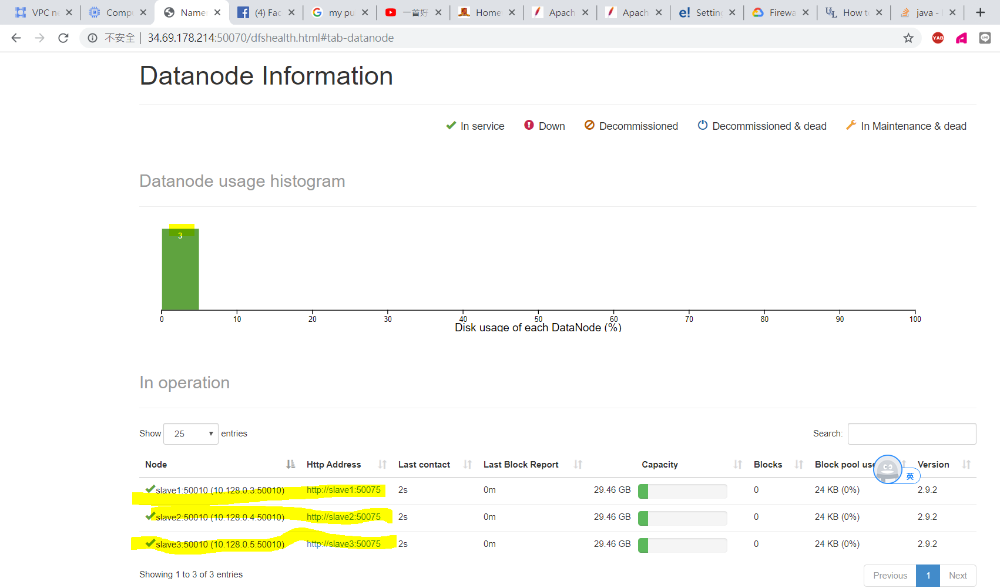 VPC ne
Compu
Name
(4) Fac
my pu
一首好
Home
Apach
Apach
Setting
Firewa
How to
java -
不安全 | 34.69.178.214:50070/dfshealth.html#tab-datanode
YAB
LINE
Datanode Information
In service Down Decommissioned Decommissioned & dead In Maintenance & dead
Datanode usage histogram
3
0 10 20 30 40 50 60 70 80 90 100
Disk usage of each DataNode (%)
In operation
Show 25 entries Search:
Node Http Address Last contact Last Block Report Capacity Blocks Block pool use Version
英
slave1:50010 (10.128.0.3:50010) http://slave1:50075 2s 0m 29.46 GB 0 24 KB (0%) 2.9.2
slave2:50010 (10.128.0.4:50010) http://slave2:50075 2s 0m 29.46 GB 0 24 KB (0%) 2.9.2
slave3:50010 (10.128.0.5:50010) http://slave3:50075 2s 0m 29.46 GB 0 24 KB (0%) 2.9.2
Showing 1 to 3 of 3 entries Previous 1 Next